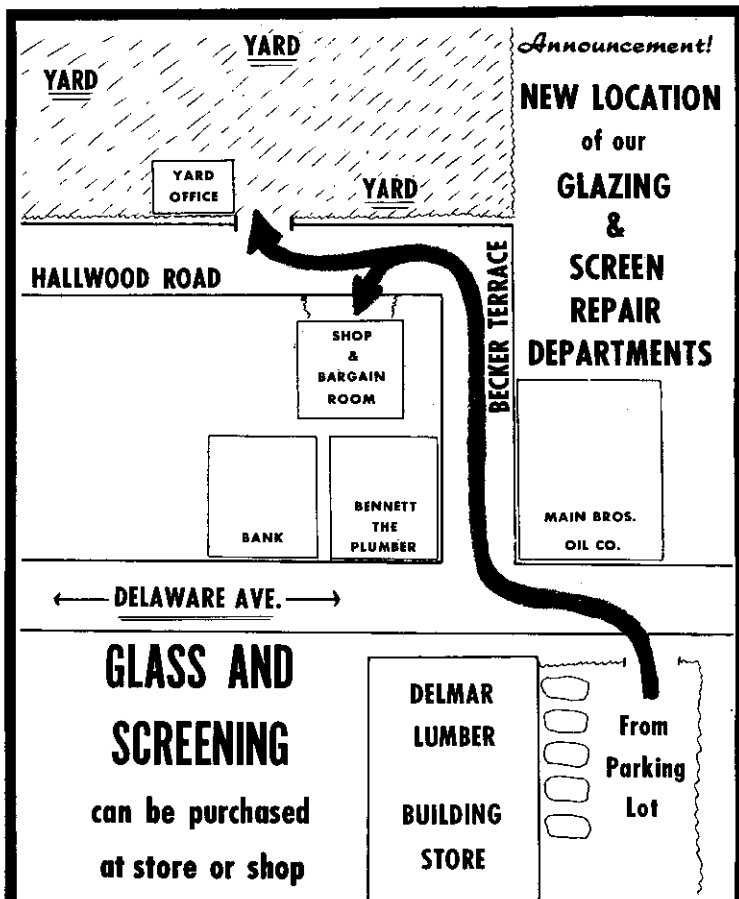 YARD
YARD
YARD
OFFICE
YARD
HALLWOOD ROAD
SHOP
&
BARGAIN
ROOM
BECKER TERRACE
BANK
BENNETT
THE
PLUMBER
MAIN BROS.
OIL CO.
Announcement!
NEW LOCATION
of our
GLAZING
&
SCREEN
REPAIR
DEPARTMENTS
DELAWARE AVE.
GLASS AND
SCREENING
can be purchased
at store or shop
DELMAR
LUMBER
BUILDING
STORE
From
Parking
Lot